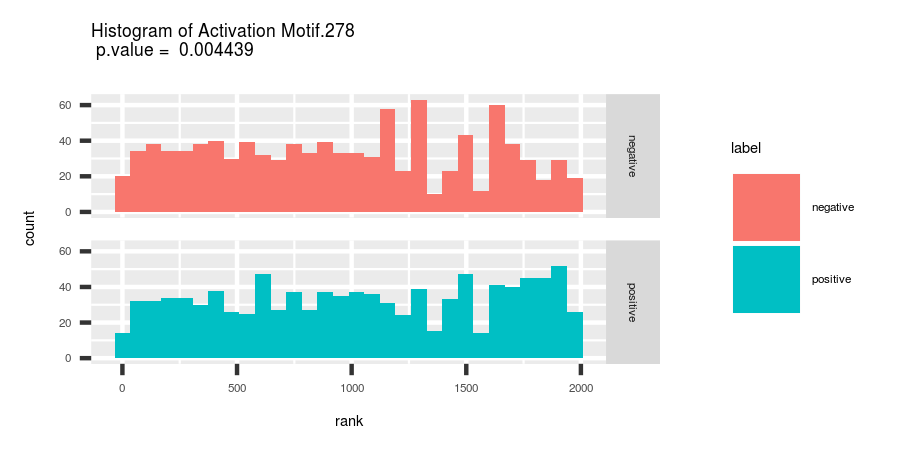 Histogram of Activation Motif.278
p.value = 0.004439
count
60
40
20
0
negative
60
40
20
0
positive
0 500 1000 1500 2000
rank
label
negative
positive